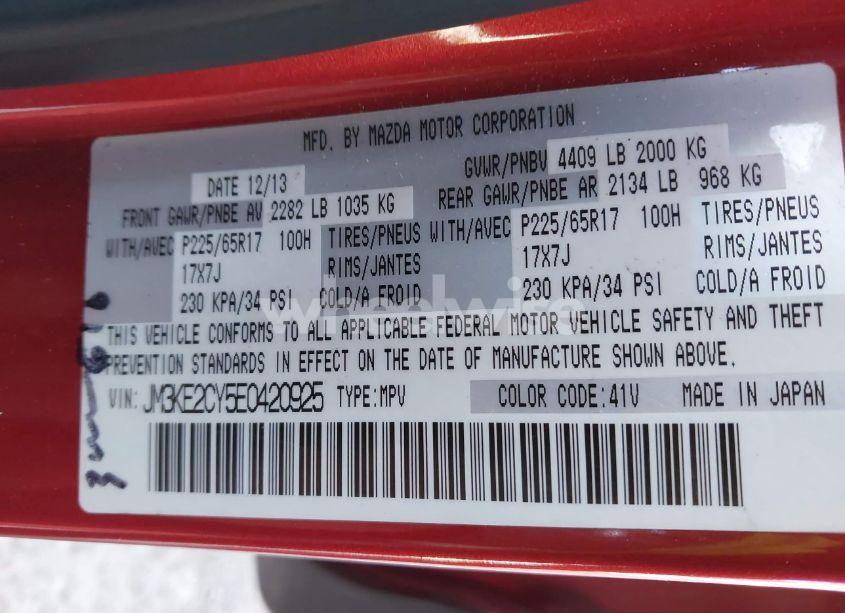 MFD. BY MAZDA MOTOR CORPORATION
DATE 12/13 GVWR/PNBV 4409 LB 2000 KG
FRONT GAWR/PNBE AV 2282 LB 1035 KG REAR GAWR/PNBE AR 2134 LB 968 KG
WITH/AVEC P225/65R17 100H TIRES/PNEUS WITH/AVEC P225/65R17 100H TIRES/PNEUS
17X7J RIMS/JANTES 17X7J RIMS/JANTES
230 KPA/34 PSI COLD/A FROID 230 KPA/34 PSI COLD/A FROID
THIS VEHICLE CONFORMS TO ALL APPLICABLE FEDERAL MOTOR VEHICLE SAFETY AND THEFT
PREVENTION STANDARDS IN EFFECT ON THE DATE OF MANUFACTURE SHOWN ABOVE.
VIN: JM3KE2CY5E0420925 TYPE:MPV COLOR CODE:41V MADE IN JAPAN
wheelwire